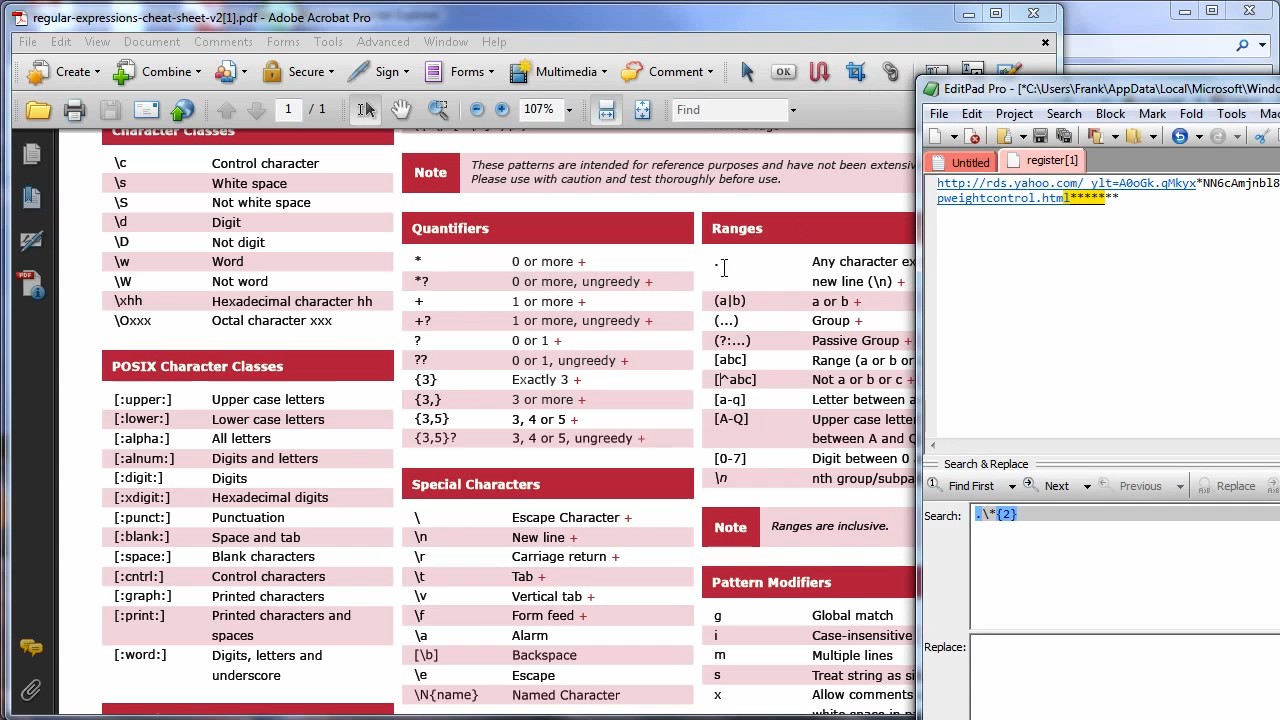 regular-expressions-cheat-sheet-v2[1].pdf - Adobe Acrobat Pro
File Edit View Document Comments Forms Tools Advanced Window Help
Create Combine Secure Sign Forms Multimedia Comment
1 / 1 107% Find
Character Classes
\c Control character
\s White space
\S Not white space
\d Digit
\D Not digit
\w Word
\W Not word
\xhh Hexadecimal character hh
\Oxxx Octal character xxx
POSIX Character Classes
[:upper:] Upper case letters
[:lower:] Lower case letters
[:alpha:] All letters
[:alnum:] Digits and letters
[:digit:] Digits
[:xdigit:] Hexadecimal digits
[:punct:] Punctuation
[:blank:] Space and tab
[:space:] Blank characters
[:cntrl:] Control characters
[:graph:] Printed characters
[:print:] Printed characters and
spaces
[:word:] Digits, letters and
underscore
Note These patterns are intended for reference purposes and have not been extensiv
Please use with caution and test thoroughly before use.
Quantifiers
* 0 or more +
*? 0 or more, ungreedy +
+ 1 or more +
+? 1 or more, ungreedy +
? 0 or 1 +
?? 0 or 1, ungreedy +
{3} Exactly 3 +
{3,} 3 or more +
{3,5} 3, 4 or 5 +
{3,5}? 3, 4 or 5, ungreedy +
Special Characters
\ Escape Character +
\n New line +
\r Carriage return +
\t Tab +
\v Vertical tab +
\f Form feed +
\a Alarm
[\b] Backspace
\e Escape
\N{name} Named Character
Ranges
. Any character ex
new line (\n) +
(a|b) a or b +
(...) Group +
(?:...) Passive Group +
[abc] Range (a or b or
[^abc] Not a or b or c +
[a-q] Letter between a
[A-Q] Upper case letter
between A and Q
[0-7] Digit between 0
\n nth group/subpa
Note Ranges are inclusive.
Pattern Modifiers
g Global match
i Case-insensitive
m Multiple lines
s Treat string as si
x Allow comments
EditPad Pro - [*C:\Users\Frank\AppData\Local\Microsoft\Windo
File Edit Project Search Block Mark Fold Tools Mac
Untitled register[1]
http://rds.yahoo.com/_ylt=A0oGk.qMkyx*NN6cAmjnbl8
pweightcontrol.html*******
Search & Replace
Find First Next Previous Replace
Search: .\*{2}
Replace: